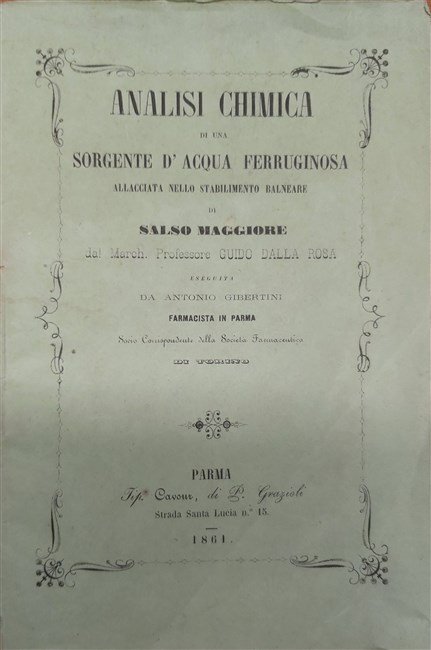 ANALISI CHIMICA
DI UNA
SORGENTE D' ACQUA FERRUGINOSA
ALLACCIATA NELLO STABILIMENTO BALNEARE
DI
SALSO MAGGIORE
dal March. Professore GUIDO DALLA ROSA
ESEGUITA
DA ANTONIO GIBERTINI
FARMACISTA IN PARMA
Socio Corrispondente della Società Farmaceutica
DI TORINO
PARMA
Tip. Cavour, di P. Grazioli
Strada Santa Lucia n.° 15.
1861.